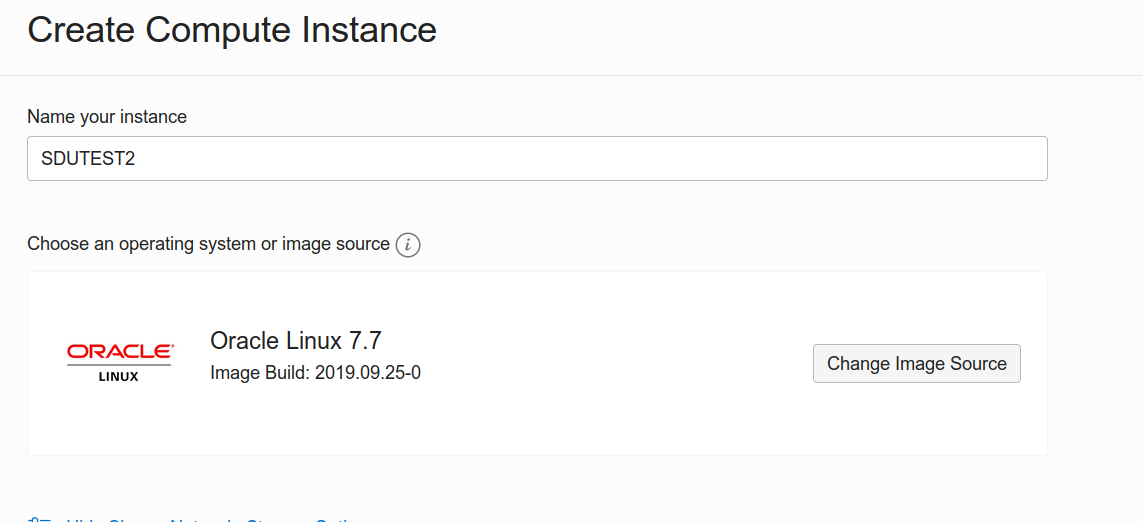 Create Compute Instance
Name your instance
SDUTEST2
Choose an operating system or image source i
ORACLE
LINUX
Oracle Linux 7.7
Image Build: 2019.09.25-0
Change Image Source